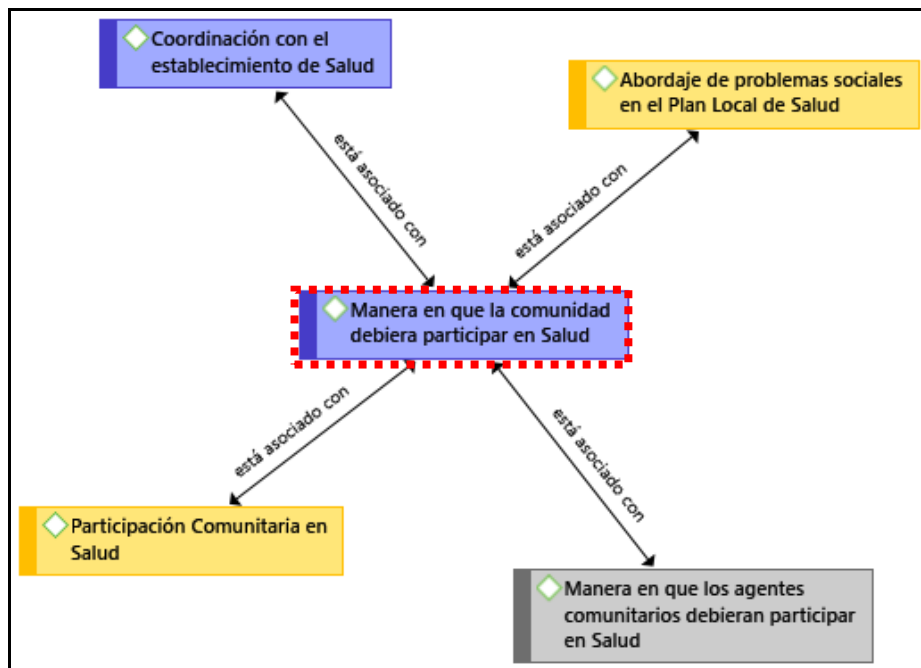 Coordinación con el
establecimiento de Salud
Abordaje de problemas sociales
en el Plan Local de Salud
está asociado con
está asociado con
Manera en que la comunidad
debiera participar en Salud
está asociado con
está asociado con
Participación Comunitaria en
Salud
Manera en que los agentes
comunitarios debieran participar
en Salud